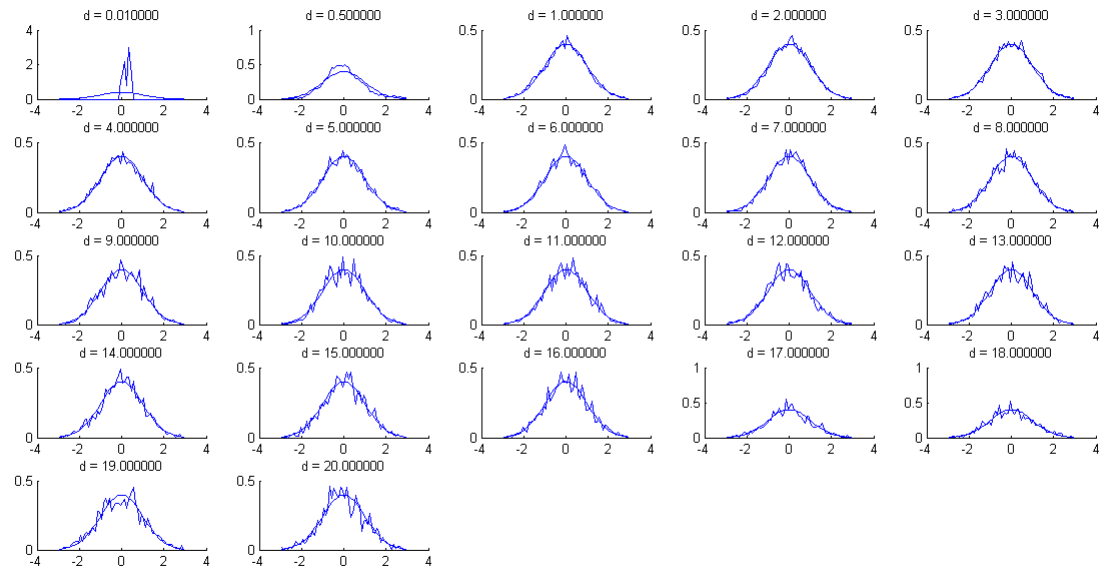 d = 0.010000 d = 0.500000 d = 1.000000 d = 2.000000 d = 3.000000
4 1 0.5 0.5 0.5
2 0.5
0 0 0 0 0
-4 -2 0 2 4 -4 -2 0 2 4 -4 -2 0 2 4 -4 -2 0 2 4 -4 -2 0 2 4
d = 4.000000 d = 5.000000 d = 6.000000 d = 7.000000 d = 8.000000
0.5 0.5 0.5 0.5 0.5
0 0 0 0 0
-4 -2 0 2 4 -4 -2 0 2 4 -4 -2 0 2 4 -4 -2 0 2 4 -4 -2 0 2 4
d = 9.000000 d = 10.000000 d = 11.000000 d = 12.000000 d = 13.000000
0.5 0.5 0.5 0.5 0.5
0 0 0 0 0
-4 -2 0 2 4 -4 -2 0 2 4 -4 -2 0 2 4 -4 -2 0 2 4 -4 -2 0 2 4
d = 14.000000 d = 15.000000 d = 16.000000 d = 17.000000 d = 18.000000
0.5 0.5 0.5 1 1
0.5 0.5
0 0 0 0 0
-4 -2 0 2 4 -4 -2 0 2 4 -4 -2 0 2 4 -4 -2 0 2 4 -4 -2 0 2 4
d = 19.000000 d = 20.000000
0.5 0.5
0 0
-4 -2 0 2 4 -4 -2 0 2 4